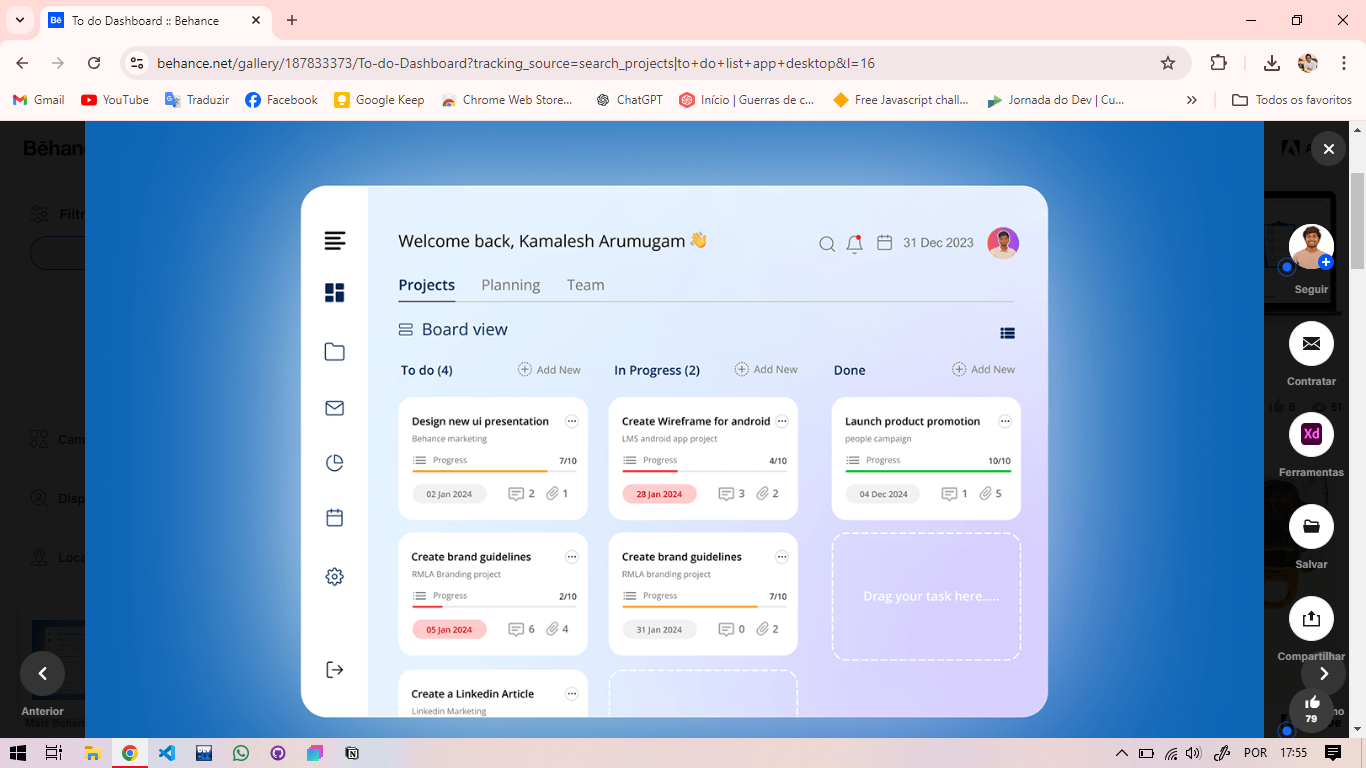 To do Dashboard :: Behance
behance.net/gallery/187833373/To-do-Dashboard?tracking_source=search_projects|to+do+list+app+desktop&l=16
Gmail YouTube Traduzir Facebook Google Keep Chrome Web Store... ChatGPT Início | Guerras de c... Free Javascript chall... Jornada do Dev | Cu... Todos os favoritos
Welcome back, Kamalesh Arumugam 👋
31 Dec 2023
Projects Planning Team
Board view
To do (4) Add New In Progress (2) Add New Done Add New
Design new ui presentation
Behance marketing
Progress 7/10
02 Jan 2024 2 1
Create brand guidelines
RMLA Branding project
Progress 2/10
05 Jan 2024 6 4
Create a Linkedin Article
Linkedin Marketing
Create Wireframe for android
LMS android app project
Progress 4/10
28 Jan 2024 3 2
Create brand guidelines
RMLA branding project
Progress 7/10
31 Jan 2024 0 2
Launch product promotion
people campaign
Progress 10/10
04 Dec 2024 1 5
Drag your task here.....
Seguir
Contratar
51
Xd
Ferramentas
Salvar
Compartilhar
79
Anterior
POR 17:55